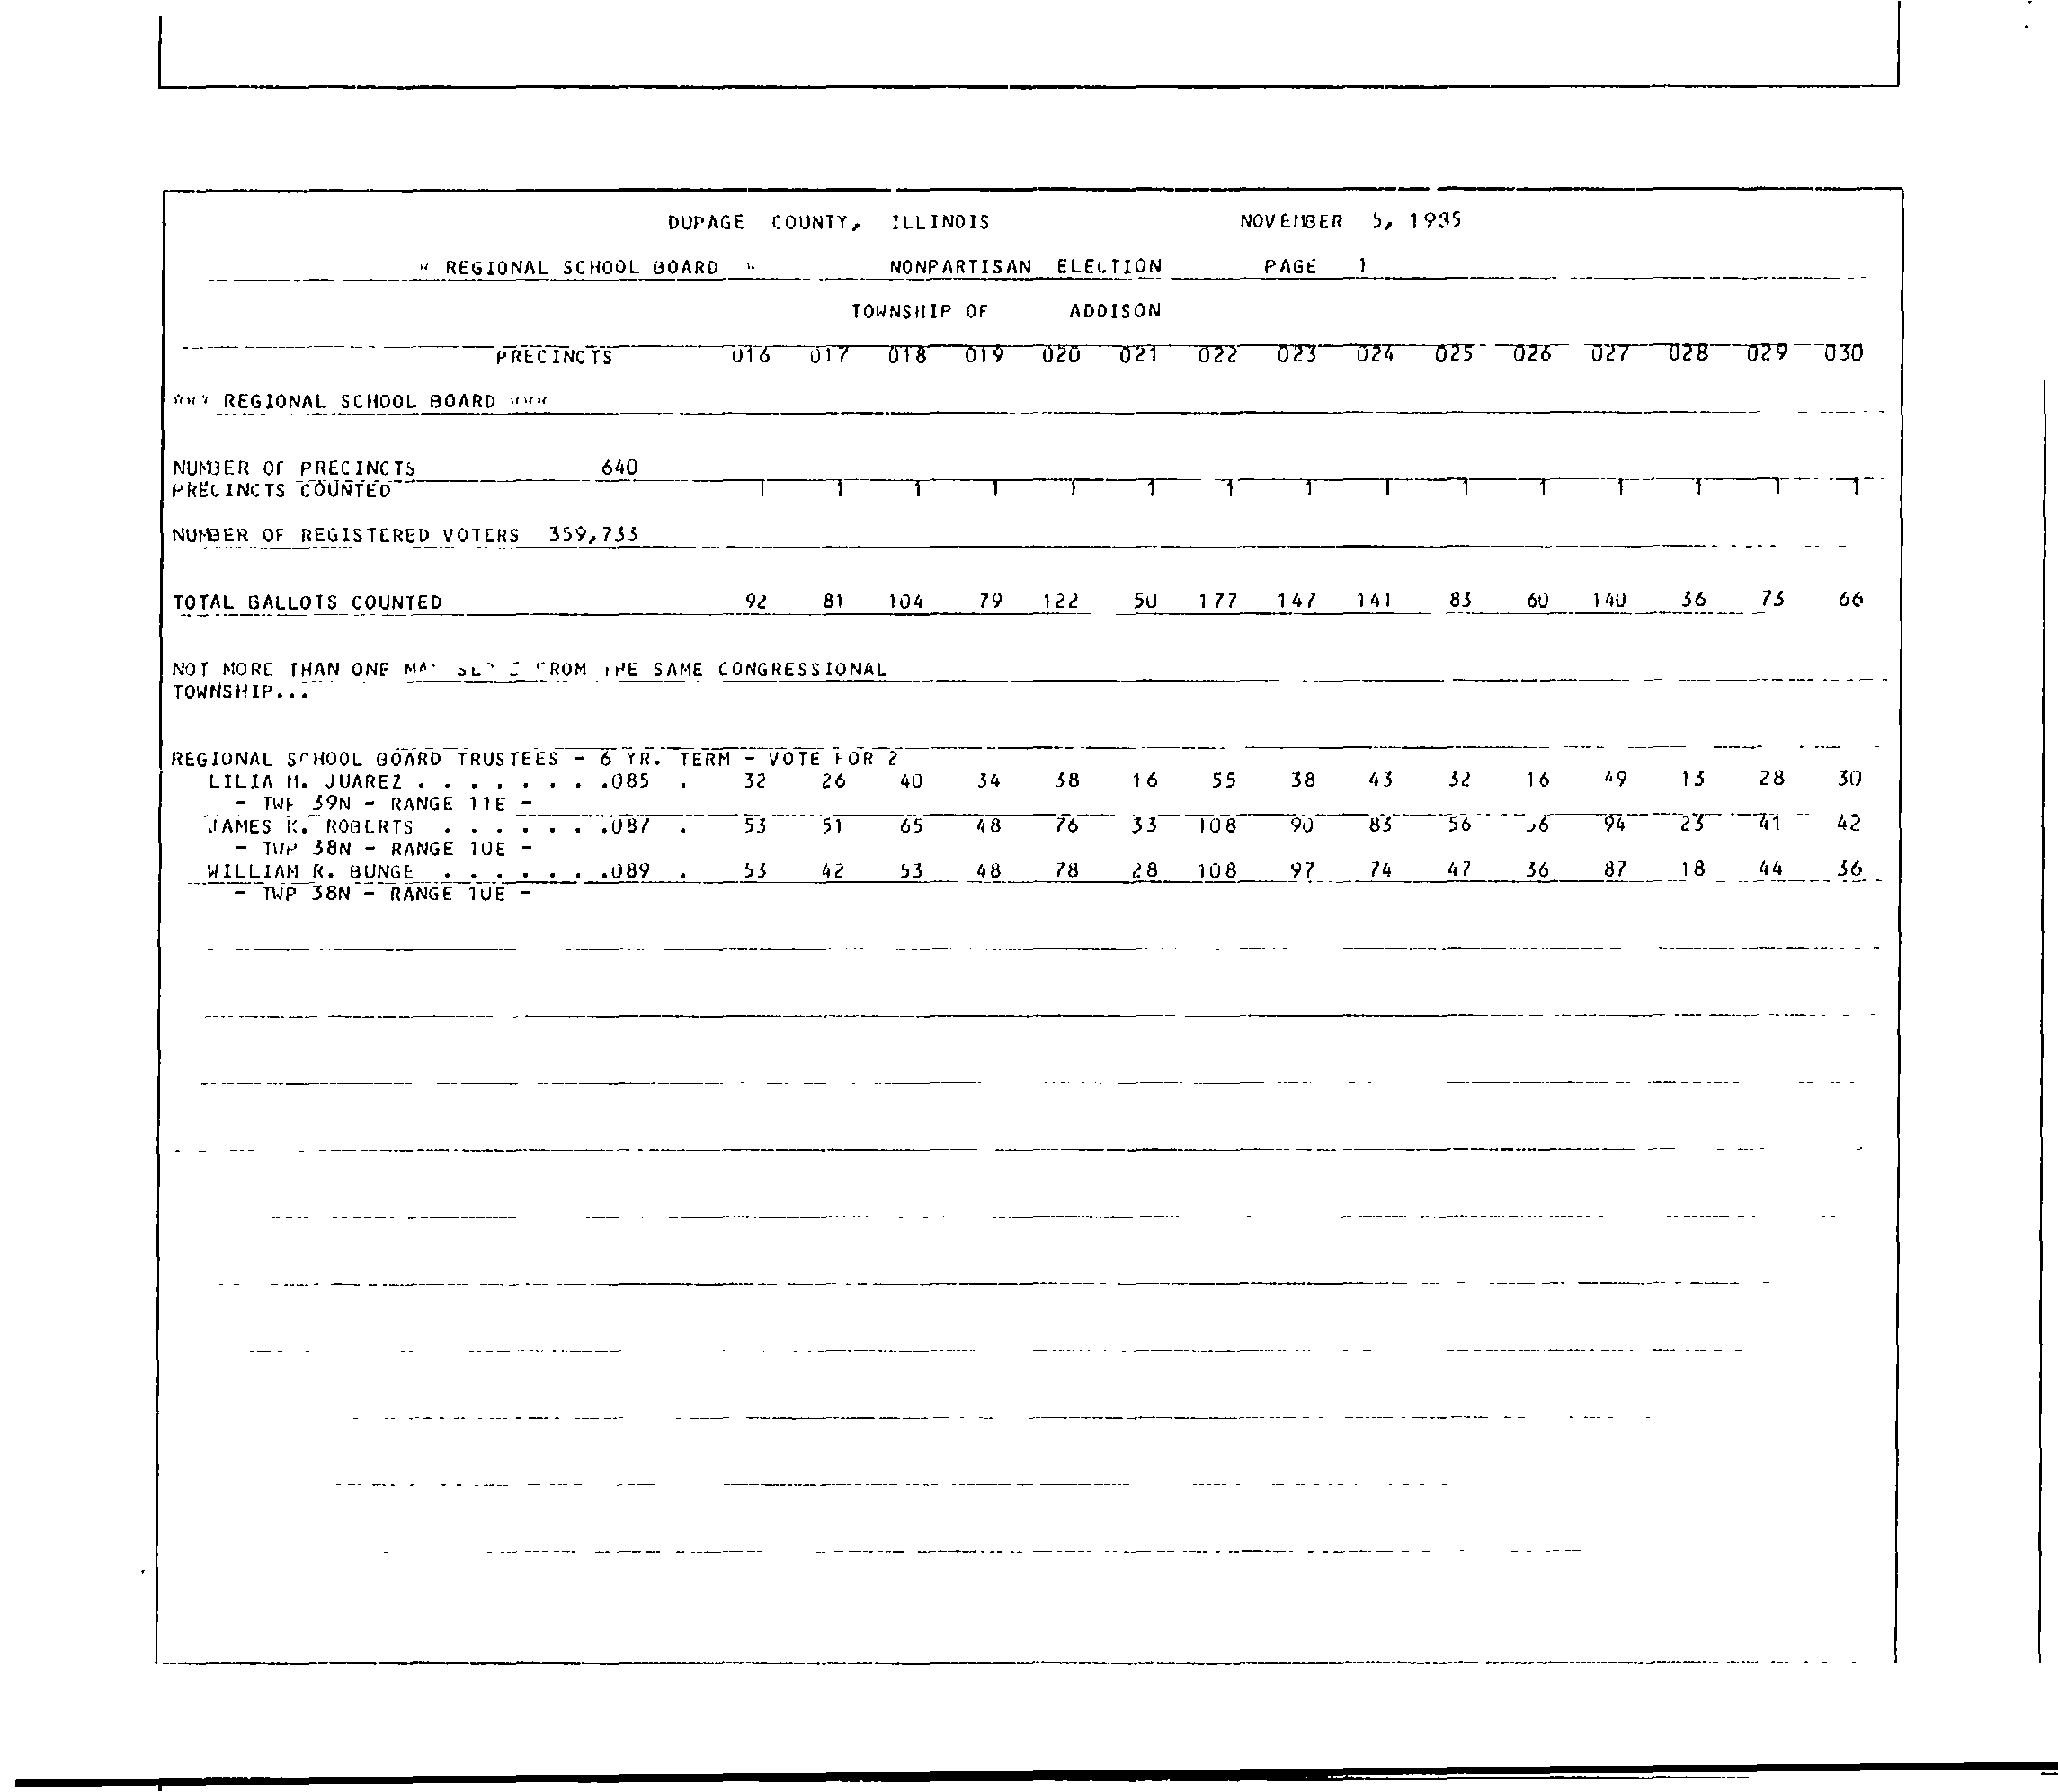 DUPAGE COUNTY, ILLINOIS NOVEMBER 5, 1985
" REGIONAL SCHOOL BOARD " NONPARTISAN ELECTION PAGE 1
TOWNSHIP OF ADDISON
PRECINCTS 016 017 018 019 020 021 022 023 024 025 026 027 028 029 030
*** REGIONAL SCHOOL BOARD ***
NUMBER OF PRECINCTS 640
PRECINCTS COUNTED 1 1 1 1 1 1 1 1 1 1 1 1 1 1 1
NUMBER OF REGISTERED VOTERS 359,733
TOTAL BALLOTS COUNTED 92 81 104 79 122 50 177 147 141 83 60 140 36 73 66
NOT MORE THAN ONE MAY FROM THE SAME CONGRESSIONAL
TOWNSHIP...
REGIONAL SCHOOL BOARD TRUSTEES - 6 YR. TERM - VOTE FOR 2
LILIA M. JUAREZ . . . . . . . .085 . 32 26 40 34 38 16 55 38 43 32 16 49 13 28 30
- TWP 39N - RANGE 11E -
JAMES K. ROBERTS . . . . . . .087 . 53 51 65 48 76 33 108 90 83 56 94 23 41 42
- TWP 38N - RANGE 10E -
WILLIAM R. BUNGE . . . . . . .089 . 53 42 53 48 78 28 108 97 74 47 36 87 18 44 36
- TWP 38N - RANGE 10E -